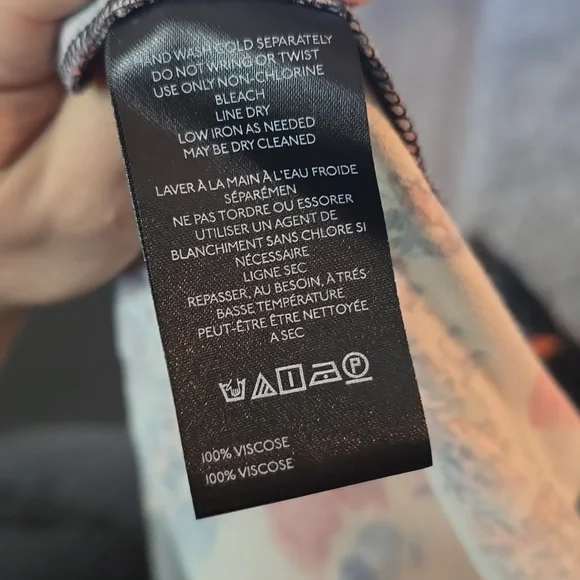 HAND WASH COLD SEPARATELY
DO NOT WRING OR TWIST
USE ONLY NON-CHLORINE
BLEACH
LINE DRY
LOW IRON AS NEEDED
MAY BE DRY CLEANED
LAVER À LA MAIN À L'EAU FROIDE
SÉPARÉMEN
NE PAS TORDRE OU ESSORER
UTILISER UN AGENT DE
BLANCHIMENT SANS CHLORE SI
NÉCESSAIRE
LIGNE SEC
REPASSER, AU BESOIN, À TRÉS
BASSE TEMPÉRATURE
PEUT-ÊTRE ÊTRE NETTOYÉE
A SEC
P
100% VISCOSE
100% VISCOSE